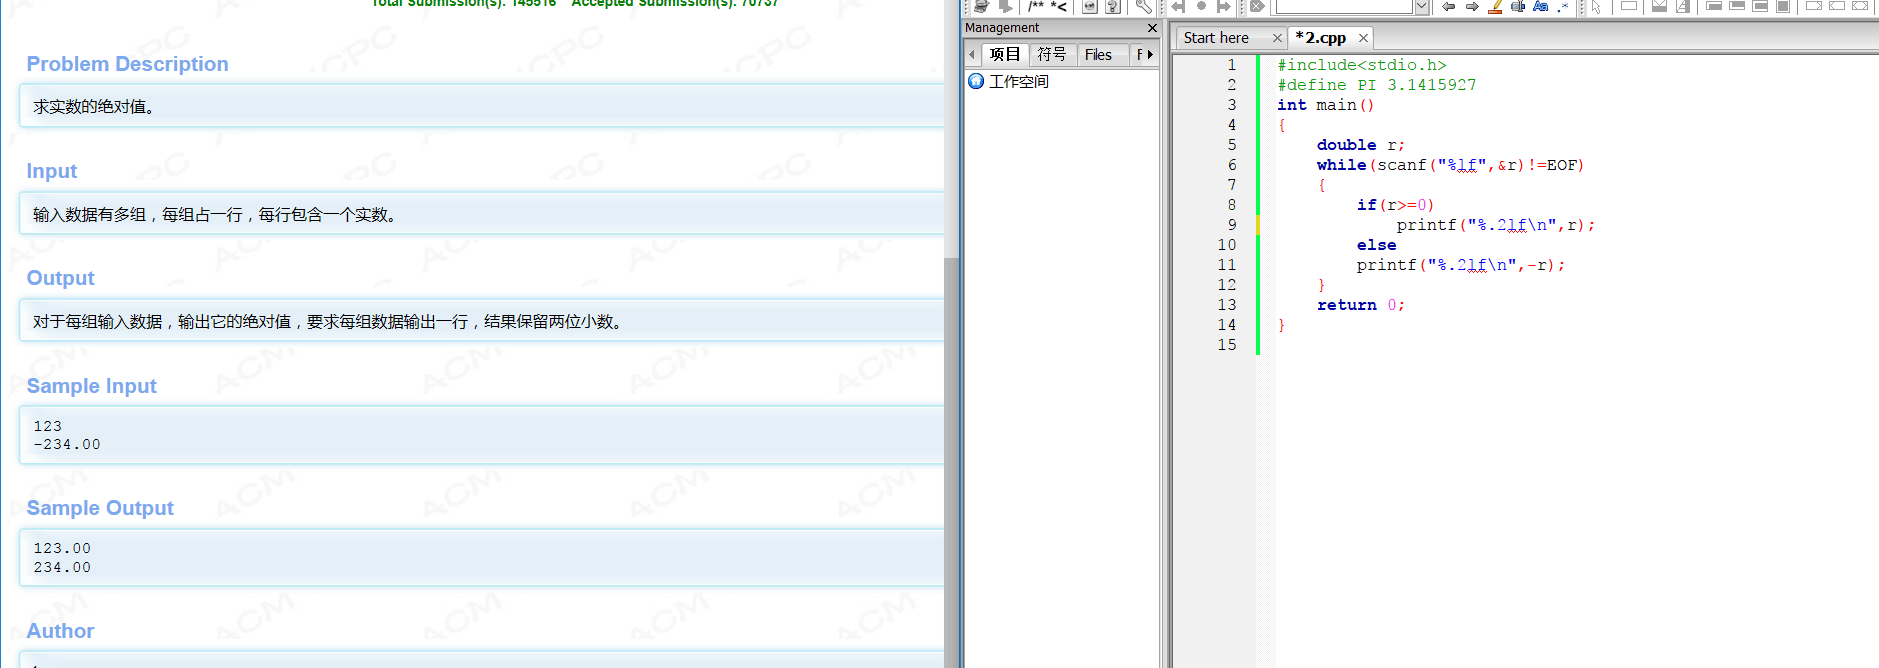 Total Submission(s): 145516    Accepted Submission(s): 70737
Problem Description
求实数的绝对值。
Input
输入数据有多组，每组占一行，每行包含一个实数。
Output
对于每组输入数据，输出它的绝对值，要求每组数据输出一行，结果保留两位小数。
Sample Input
123
-234.00
Sample Output
123.00
234.00
Author
/** *<
Management
项目 符号 Files F
工作空间
Start here *2.cpp
1 #include<stdio.h>
2 #define PI 3.1415927
3 int main()
4 {
5 double r;
6 while(scanf("%lf",&r)!=EOF)
7 {
8 if(r>=0)
9 printf("%.2lf\n",r);
10 else
11 printf("%.2lf\n",-r);
12 }
13 return 0;
14 }
15